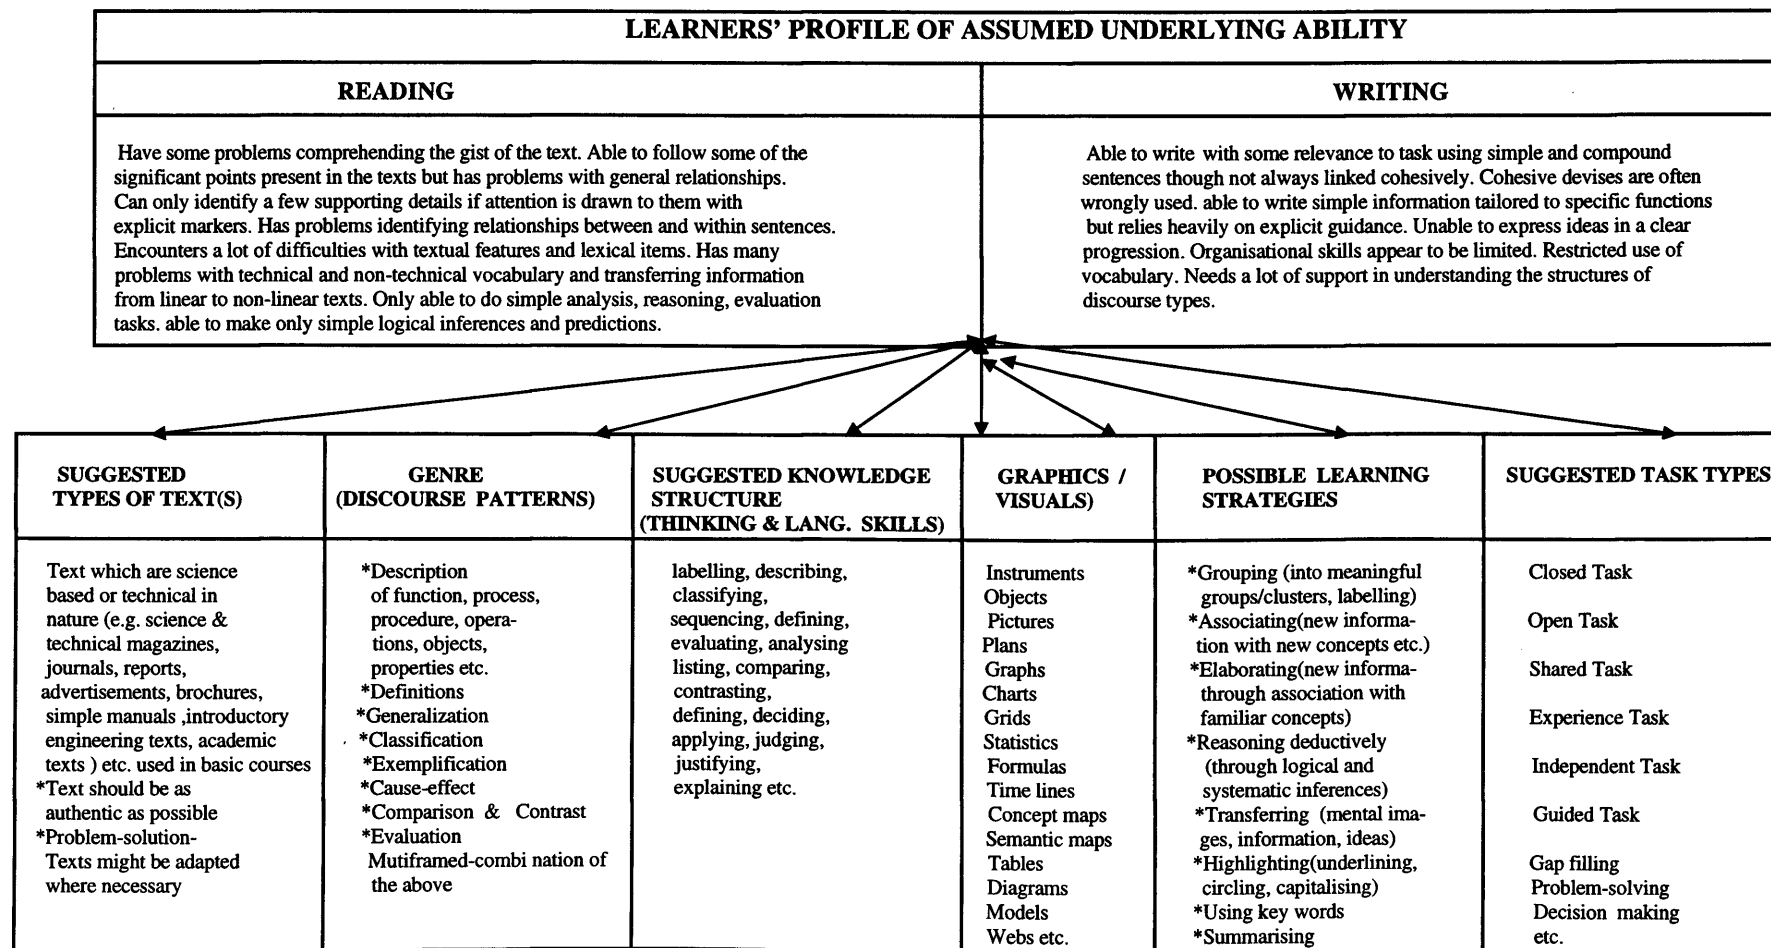 LEARNERS' PROFILE OF ASSUMED UNDERLYING ABILITY
READING
Have some problems comprehending the gist of the text. Able to follow some of the
significant points present in the texts but has problems with general relationships.
Can only identify a few supporting details if attention is drawn to them with
explicit markers. Has problems identifying relationships between and within sentences.
Encounters a lot of difficulties with textual features and lexical items. Has many
problems with technical and non-technical vocabulary and transferring information
from linear to non-linear texts. Only able to do simple analysis, reasoning, evaluation
tasks. able to make only simple logical inferences and predictions.
WRITING
Able to write with some relevance to task using simple and compound
sentences though not always linked cohesively. Cohesive devises are often
wrongly used. able to write simple information tailored to specific functions
but relies heavily on explicit guidance. Unable to express ideas in a clear
progression. Organisational skills appear to be limited. Restricted use of
vocabulary. Needs a lot of support in understanding the structures of
discourse types.
SUGGESTED
TYPES OF TEXT(S)
Text which are science
based or technical in
nature (e.g. science &
technical magazines,
journals, reports,
advertisements, brochures,
simple manuals ,introductory
engineering texts, academic
texts ) etc. used in basic courses
*Text should be as
authentic as possible
*Problem-solution-
Texts might be adapted
where necessary
GENRE
(DISCOURSE PATTERNS)
*Description
of function, process,
procedure, opera-
tions, objects,
properties etc.
*Definitions
*Generalization
*Classification
*Exemplification
*Cause-effect
*Comparison & Contrast
*Evaluation
Mutiframed-combi nation of
the above
SUGGESTED KNOWLEDGE
STRUCTURE
(THINKING & LANG. SKILLS)
labelling, describing,
classifying,
sequencing, defining,
evaluating, analysing
listing, comparing,
contrasting,
defining, deciding,
applying, judging,
justifying,
explaining etc.
GRAPHICS /
VISUALS)
Instruments
Objects
Pictures
Plans
Graphs
Charts
Grids
Statistics
Formulas
Time lines
Concept maps
Semantic maps
Tables
Diagrams
Models
Webs etc.
POSSIBLE LEARNING
STRATEGIES
*Grouping (into meaningful
groups/clusters, labelling)
*Associating(new informa-
tion with new concepts etc.)
*Elaborating(new informa-
through association with
familiar concepts)
*Reasoning deductively
(through logical and
systematic inferences)
*Transferring (mental ima-
ges, information, ideas)
*Highlighting(underlining,
circling, capitalising)
*Using key words
*Summarising
SUGGESTED TASK TYPES
Closed Task
Open Task
Shared Task
Experience Task
Independent Task
Guided Task
Gap filling
Problem-solving
Decision making
etc.